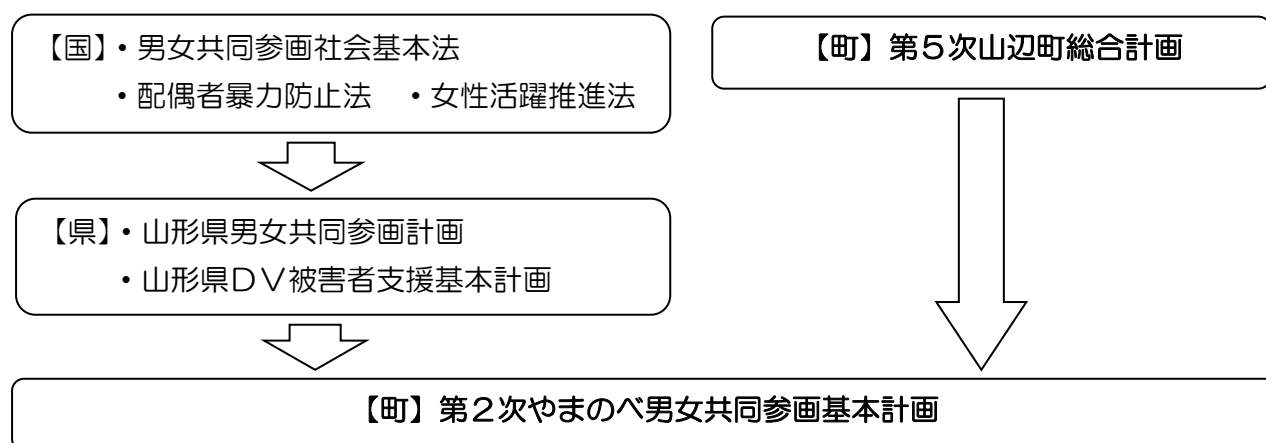 【国】・男女共同参画社会基本法
・配偶者暴力防止法　・女性活躍推進法
【町】第５次山辺町総合計画
【県】・山形県男女共同参画計画
・山形県ＤＶ被害者支援基本計画
【町】第２次やまのべ男女共同参画基本計画